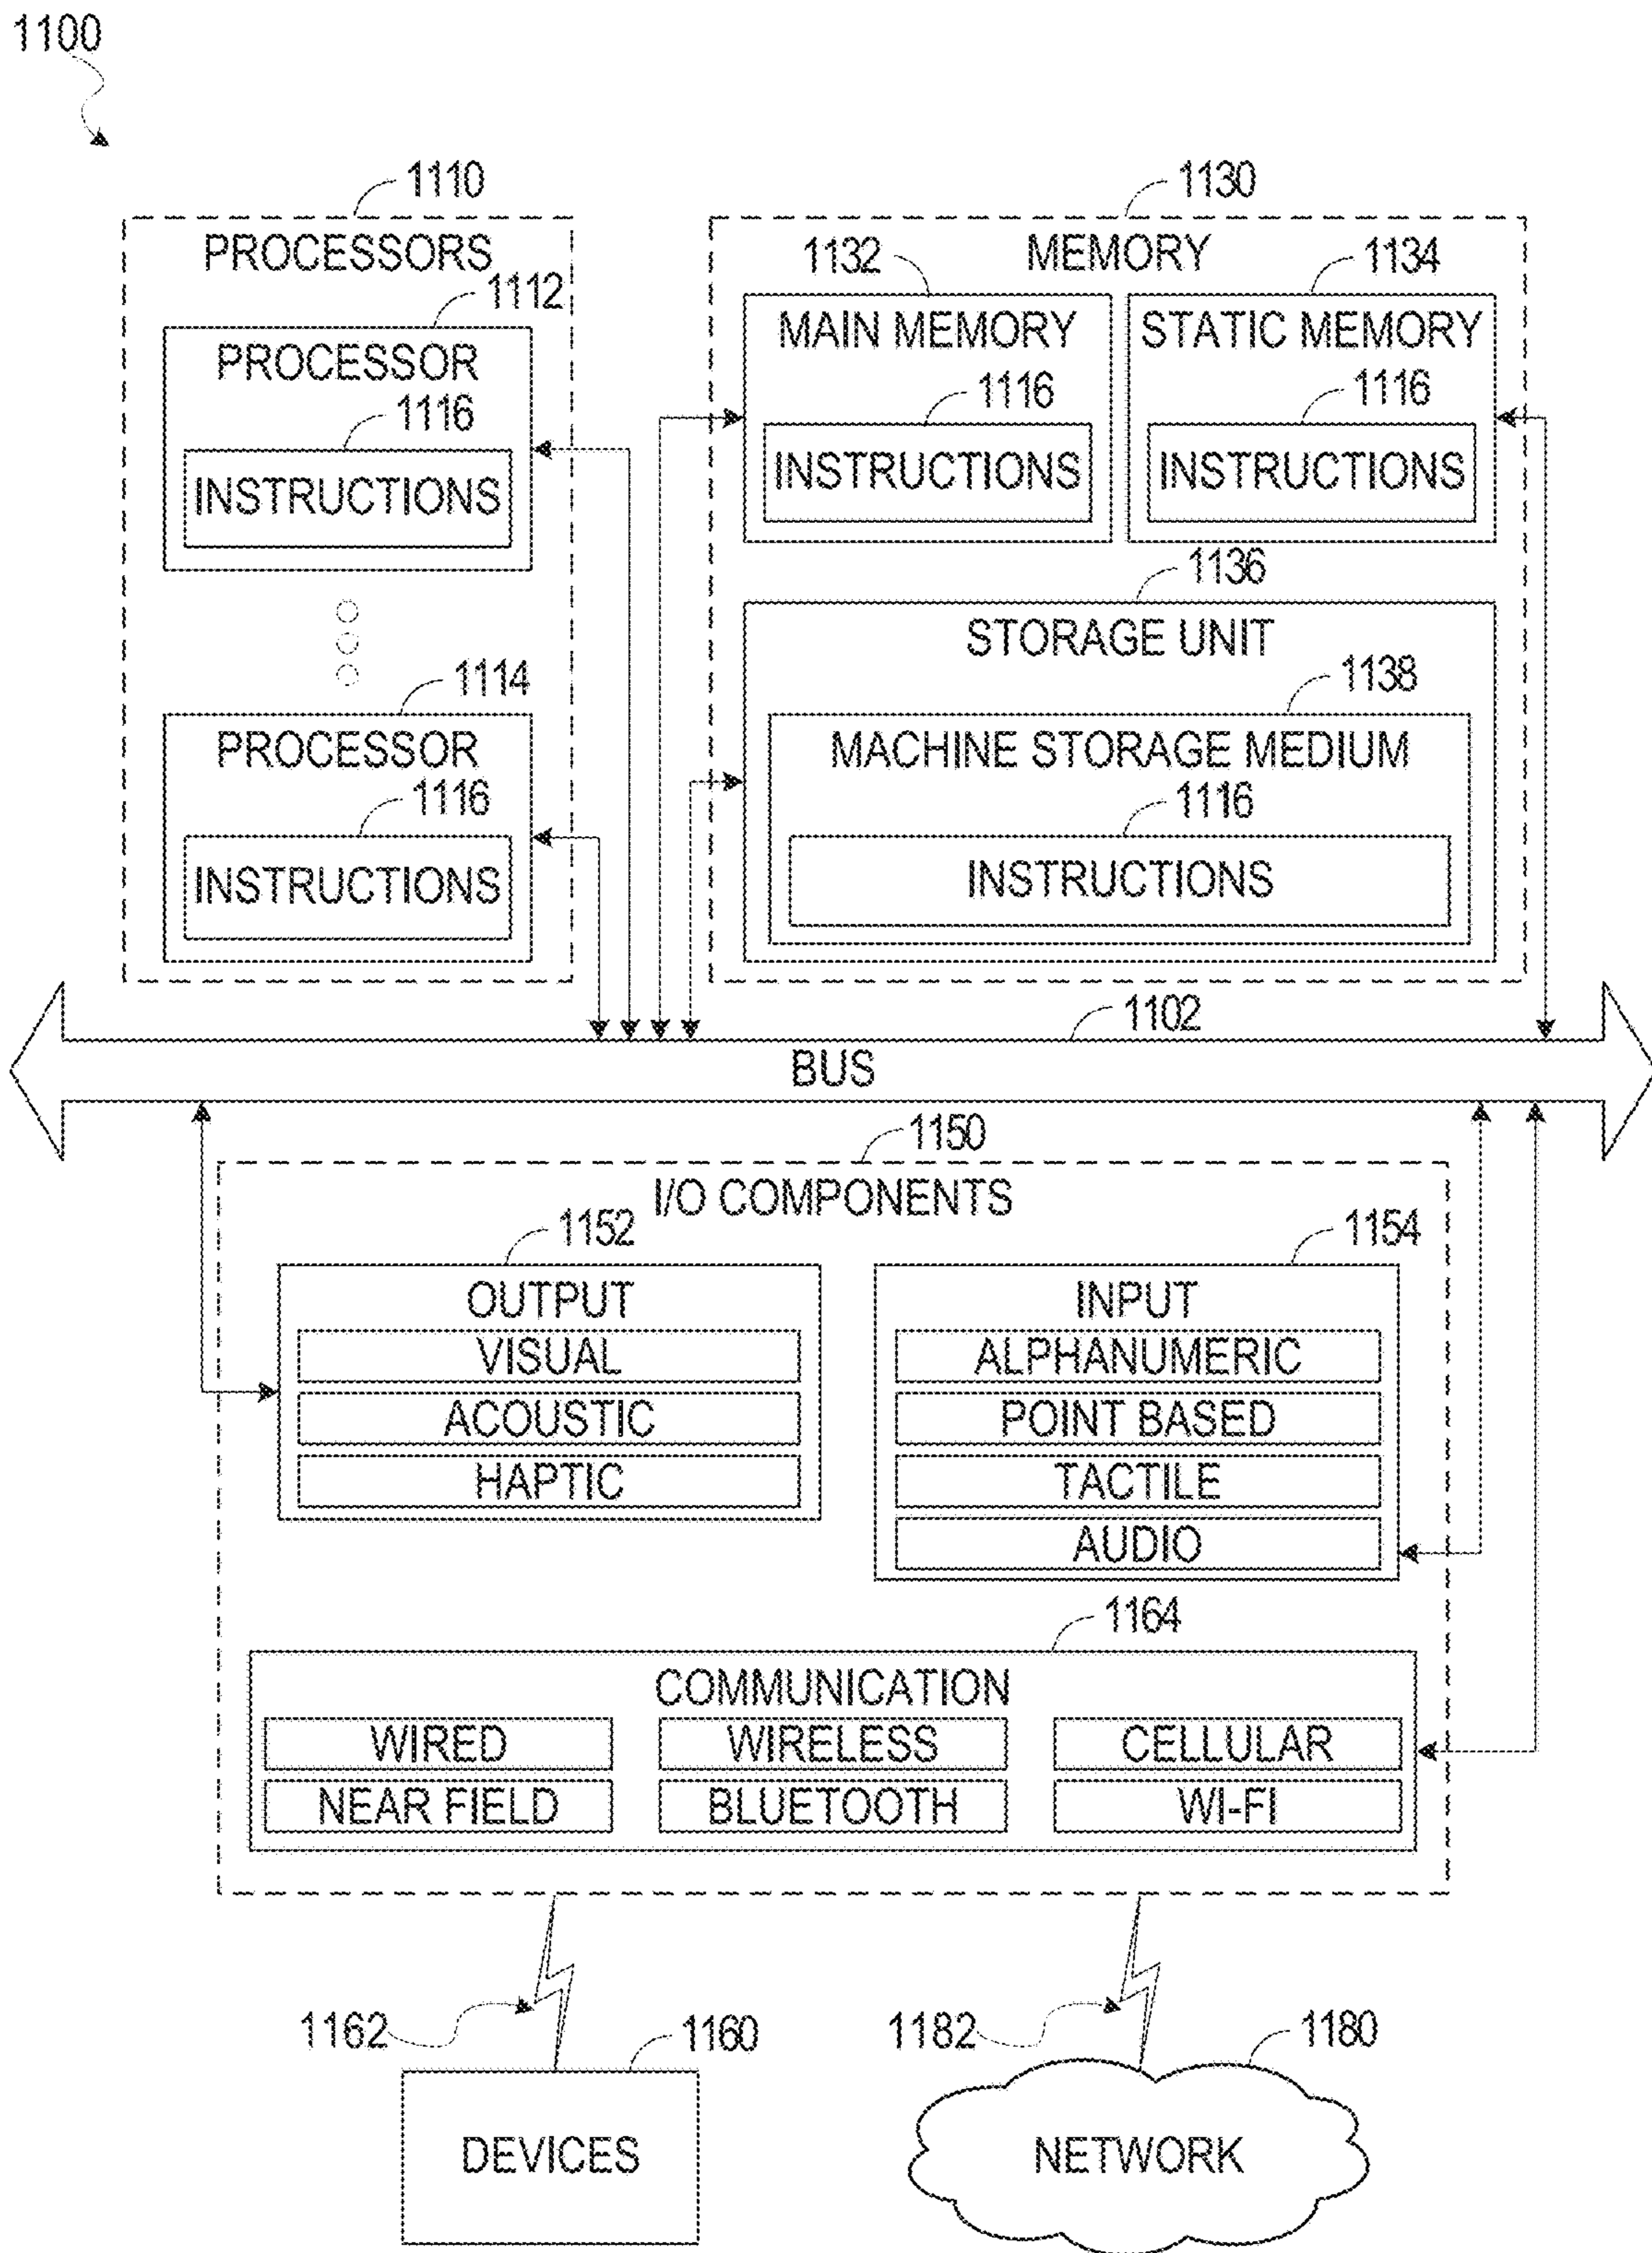 1100
1110
PROCESSORS
1112
PROCESSOR
1116
INSTRUCTIONS
1114
PROCESSOR
1116
INSTRUCTIONS
1130
MEMORY
1132
MAIN MEMORY
1116
INSTRUCTIONS
1134
STATIC MEMORY
1116
INSTRUCTIONS
1136
STORAGE UNIT
1138
MACHINE STORAGE MEDIUM
1116
INSTRUCTIONS
1102
BUS
1150
I/O COMPONENTS
1152
OUTPUT
VISUAL
ACOUSTIC
HAPTIC
1154
INPUT
ALPHANUMERIC
POINT BASED
TACTILE
AUDIO
1164
COMMUNICATION
WIRED
WIRELESS
CELLULAR
NEAR FIELD
BLUETOOTH
WI-FI
1162
1160
DEVICES
1182
1180
NETWORK